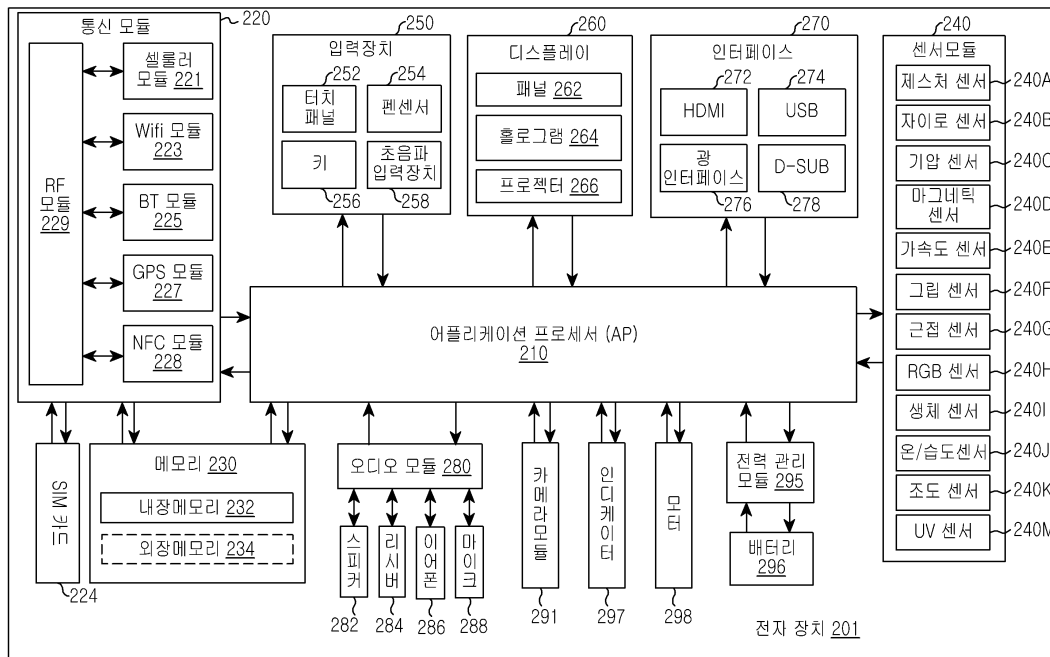 통신 모듈
220
RF
모듈
229
셀룰러
모듈 221
Wifi 모듈
223
BT 모듈
225
GPS 모듈
227
NFC 모듈
228
250
입력장치
252
터치
패널
254
펜센서
키
256
초음파
입력장치
258
260
디스플레이
패널 262
홀로그램 264
프로젝터 266
270
인터페이스
272
HDMI
274
USB
광
인터페이스
276
D-SUB
278
240
센서모듈
제스처 센서
240A
자이로 센서
240B
기압 센서
240C
마그네틱
센서
240D
가속도 센서
240E
그립 센서
240F
근접 센서
240G
RGB 센서
240H
생체 센서
240I
온/습도센서
240J
조도 센서
240K
UV 센서
240M
어플리케이션 프로세서 (AP)
210
SIM 카드
224
메모리 230
내장메모리 232
외장메모리 234
오디오 모듈 280
스피커
282
리시버
284
이어폰
286
마이크
288
카메라모듈
291
인디케이터
297
모터
298
전력 관리
모듈 295
배터리
296
전자 장치 201